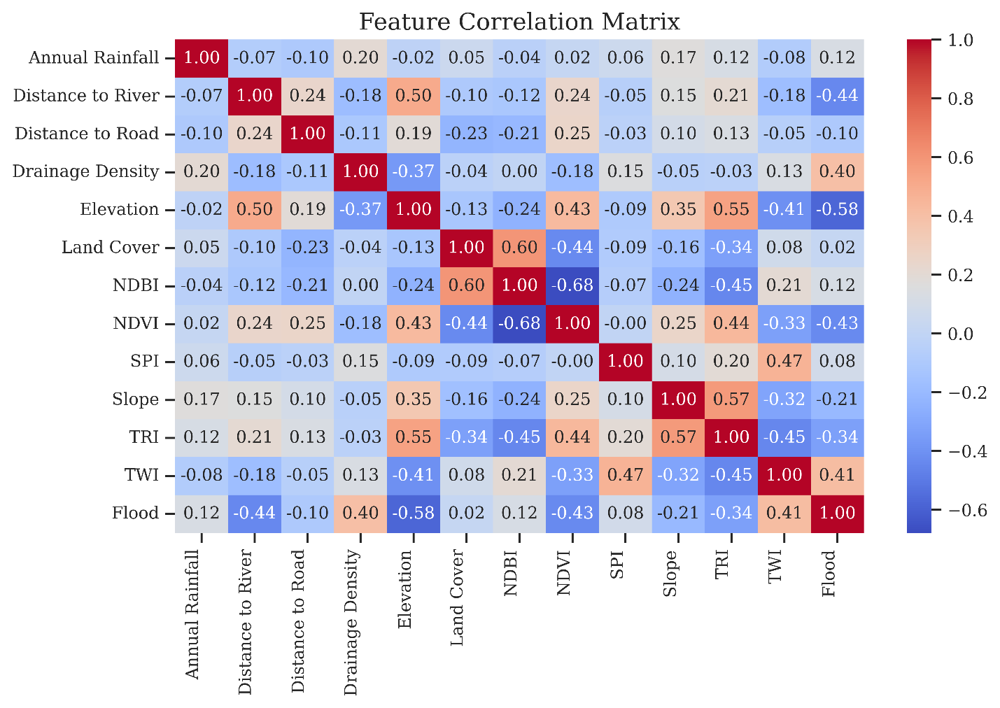 Feature Correlation Matrix
Annual Rainfall 1.00 -0.07 -0.10 0.20 -0.02 0.05 -0.04 0.02 0.06 0.17 0.12 -0.08 0.12
Distance to River -0.07 1.00 0.24 -0.18 0.50 -0.10 -0.12 0.24 -0.05 0.15 0.21 -0.18 -0.44
Distance to Road -0.10 0.24 1.00 -0.11 0.19 -0.23 -0.21 0.25 -0.03 0.10 0.13 -0.05 -0.10
Drainage Density 0.20 -0.18 -0.11 1.00 -0.37 -0.04 0.00 -0.18 0.15 -0.05 -0.03 0.13 0.40
Elevation -0.02 0.50 0.19 -0.37 1.00 -0.13 -0.24 0.43 -0.09 0.35 0.55 -0.41 -0.58
Land Cover 0.05 -0.10 -0.23 -0.04 -0.13 1.00 0.60 -0.44 -0.09 -0.16 -0.34 0.08 0.02
NDBI -0.04 -0.12 -0.21 0.00 -0.24 0.60 1.00 -0.68 -0.07 -0.24 -0.45 0.21 0.12
NDVI 0.02 0.24 0.25 -0.18 0.43 -0.44 -0.68 1.00 -0.00 0.25 0.44 -0.33 -0.43
SPI 0.06 -0.05 -0.03 0.15 -0.09 -0.09 -0.07 -0.00 1.00 0.10 0.20 0.47 0.08
Slope 0.17 0.15 0.10 -0.05 0.35 -0.16 -0.24 0.25 0.10 1.00 0.57 -0.32 -0.21
TRI 0.12 0.21 0.13 -0.03 0.55 -0.34 -0.45 0.44 0.20 0.57 1.00 -0.45 -0.34
TWI -0.08 -0.18 -0.05 0.13 -0.41 0.08 0.21 -0.33 0.47 -0.32 -0.45 1.00 0.41
Flood 0.12 -0.44 -0.10 0.40 -0.58 0.02 0.12 -0.43 0.08 -0.21 -0.34 0.41 1.00
Annual Rainfall
Distance to River
Distance to Road
Drainage Density
Elevation
Land Cover
NDBI
NDVI
SPI
Slope
TRI
TWI
Flood
1.0
0.8
0.6
0.4
0.2
0.0
−0.2
−0.4
−0.6